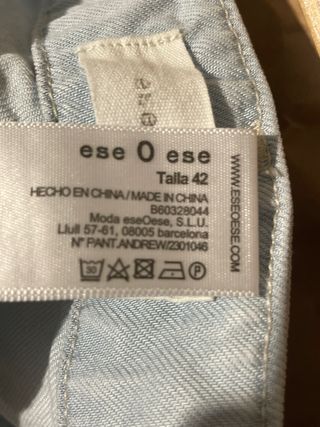 ese O ese
Talla 42
HECHO EN CHINA / MADE IN CHINA
B60328044
Moda eseOese, S.L.U.
Llull 57-61, 08005 barcelona
Nº PANT.ANDREW/2301046
30
P
WWW.ESEOESE.COM